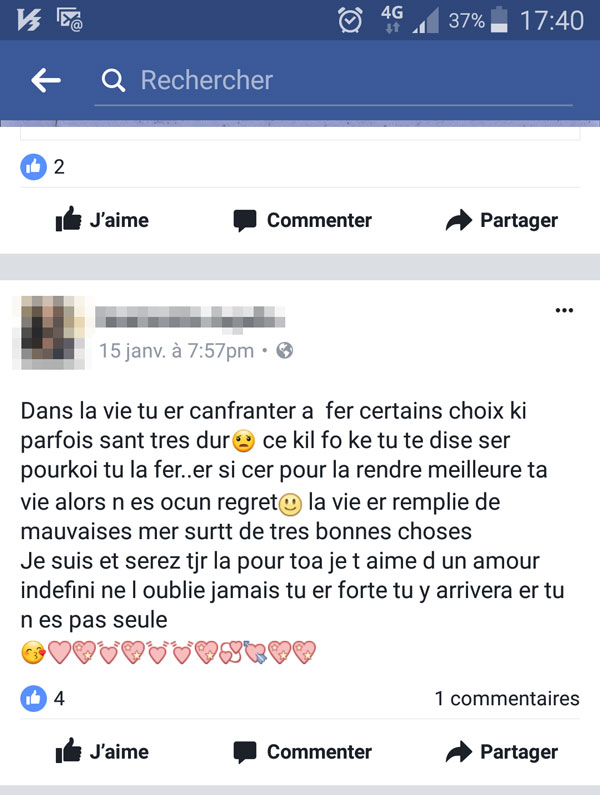 4G 37% 17:40
Rechercher
2
J’aime Commenter Partager
15 janv. à 7:57pm •
Dans la vie tu er canfranter a fer certains choix ki
parfois sant tres dur😟 ce kil fo ke tu te dise ser
pourkoi tu la fer..er si cer pour la rendre meilleure ta
vie alors n es ocun regret🙂 la vie er remplie de
mauvaises mer surtt de tres bonnes choses
Je suis et serez tjr la pour toa je t aime d un amour
indefini ne l oublie jamais tu er forte tu y arrivera er tu
n es pas seule
😘💗💖💓💖💓💓💖💞💘💖💖
4 1 commentaires
J’aime Commenter Partager